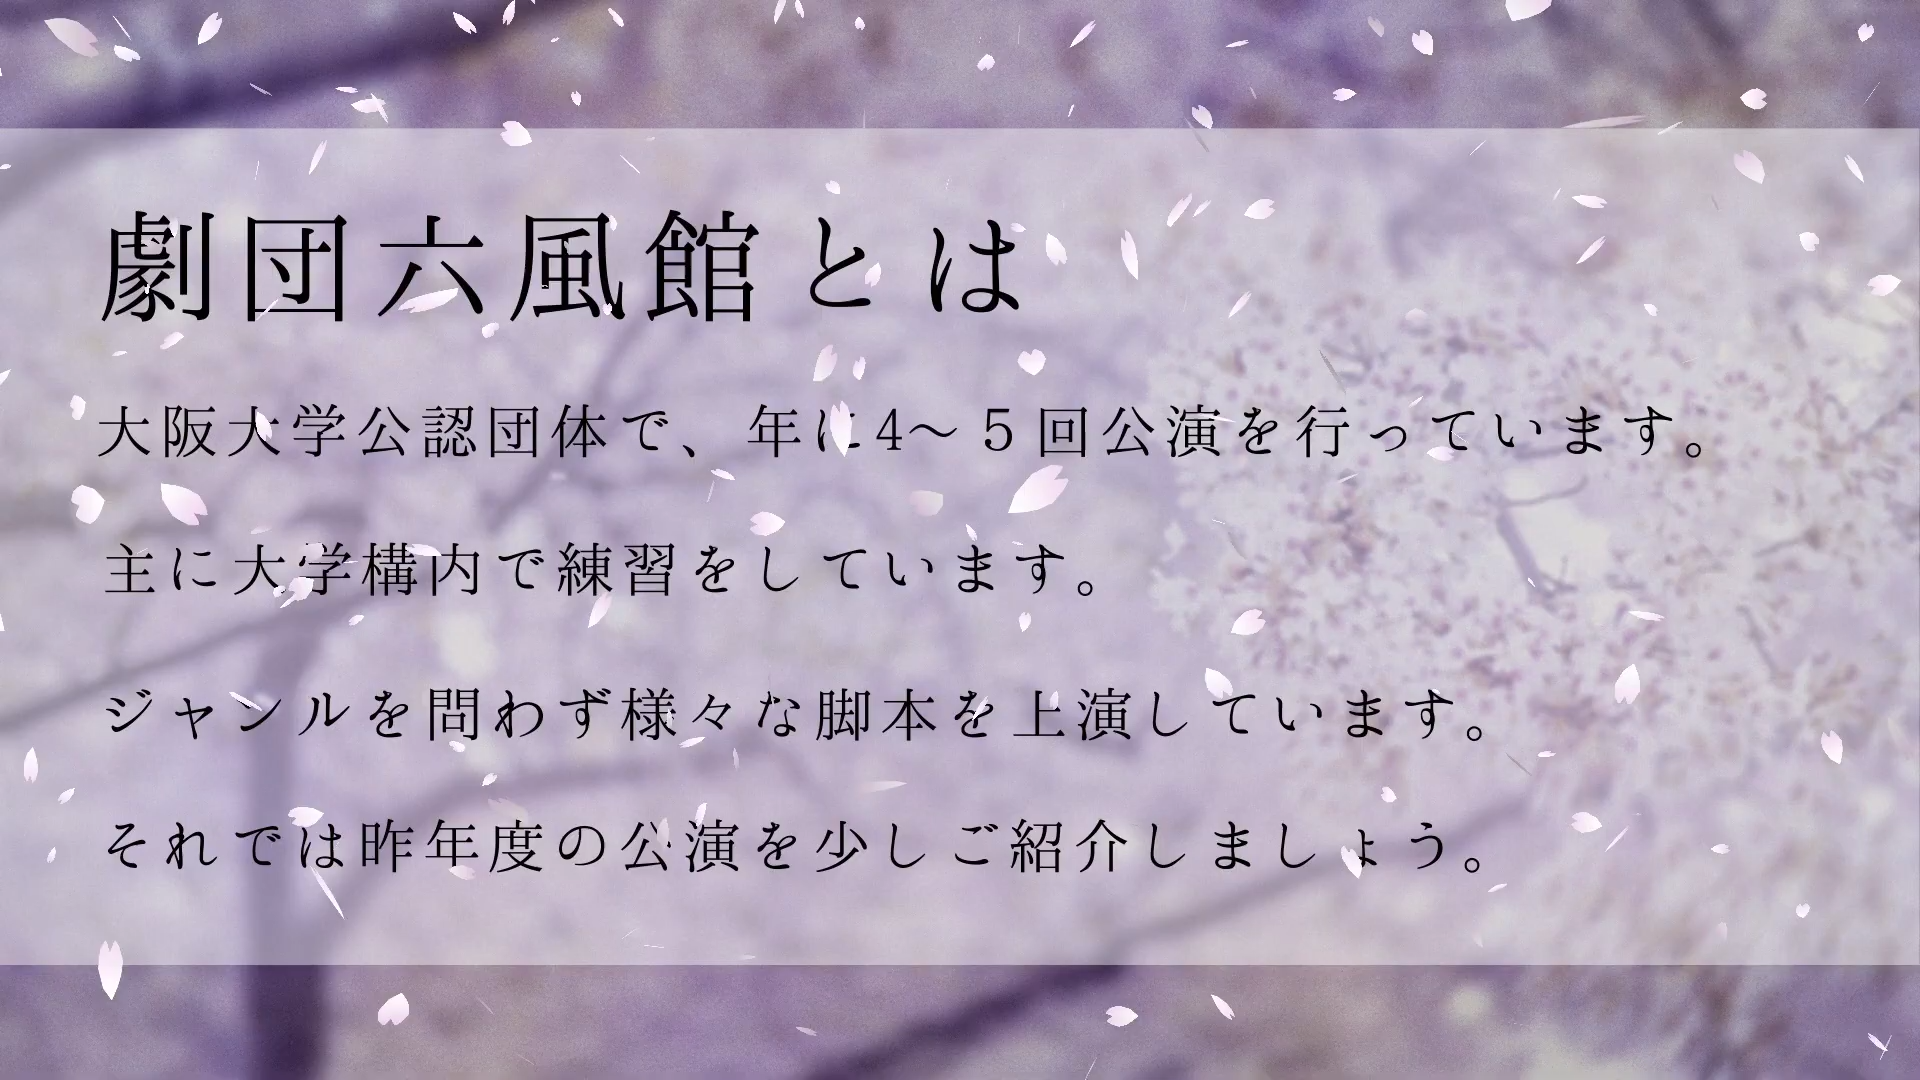 劇団六風館とは
大阪大学公認団体で、年に4～５回公演を行っています。
主に大学構内で練習をしています。
ジャンルを問わず様々な脚本を上演しています。
それでは昨年度の公演を少しご紹介しましょう。